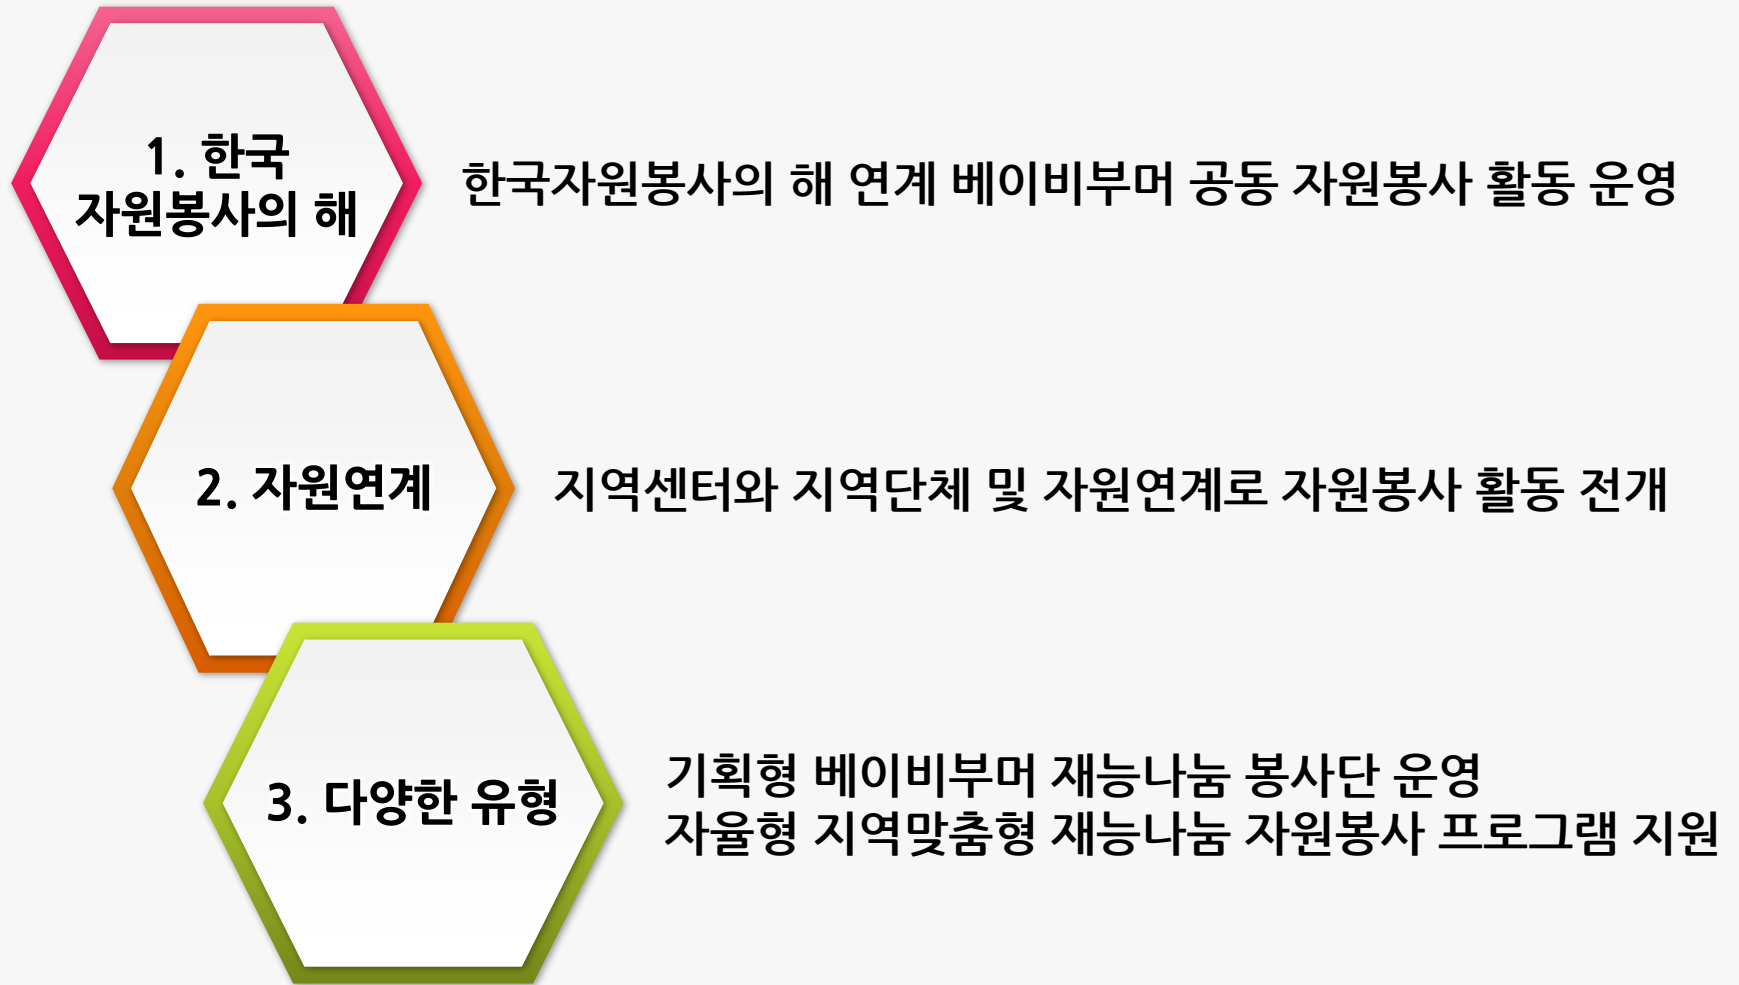 1. 한국
자원봉사의 해
한국자원봉사의 해 연계 베이비부머 공동 자원봉사 활동 운영
2. 자원연계
지역센터와 지역단체 및 자원연계로 자원봉사 활동 전개
3. 다양한 유형
기획형 베이비부머 재능나눔 봉사단 운영
자율형 지역맞춤형 재능나눔 자원봉사 프로그램 지원